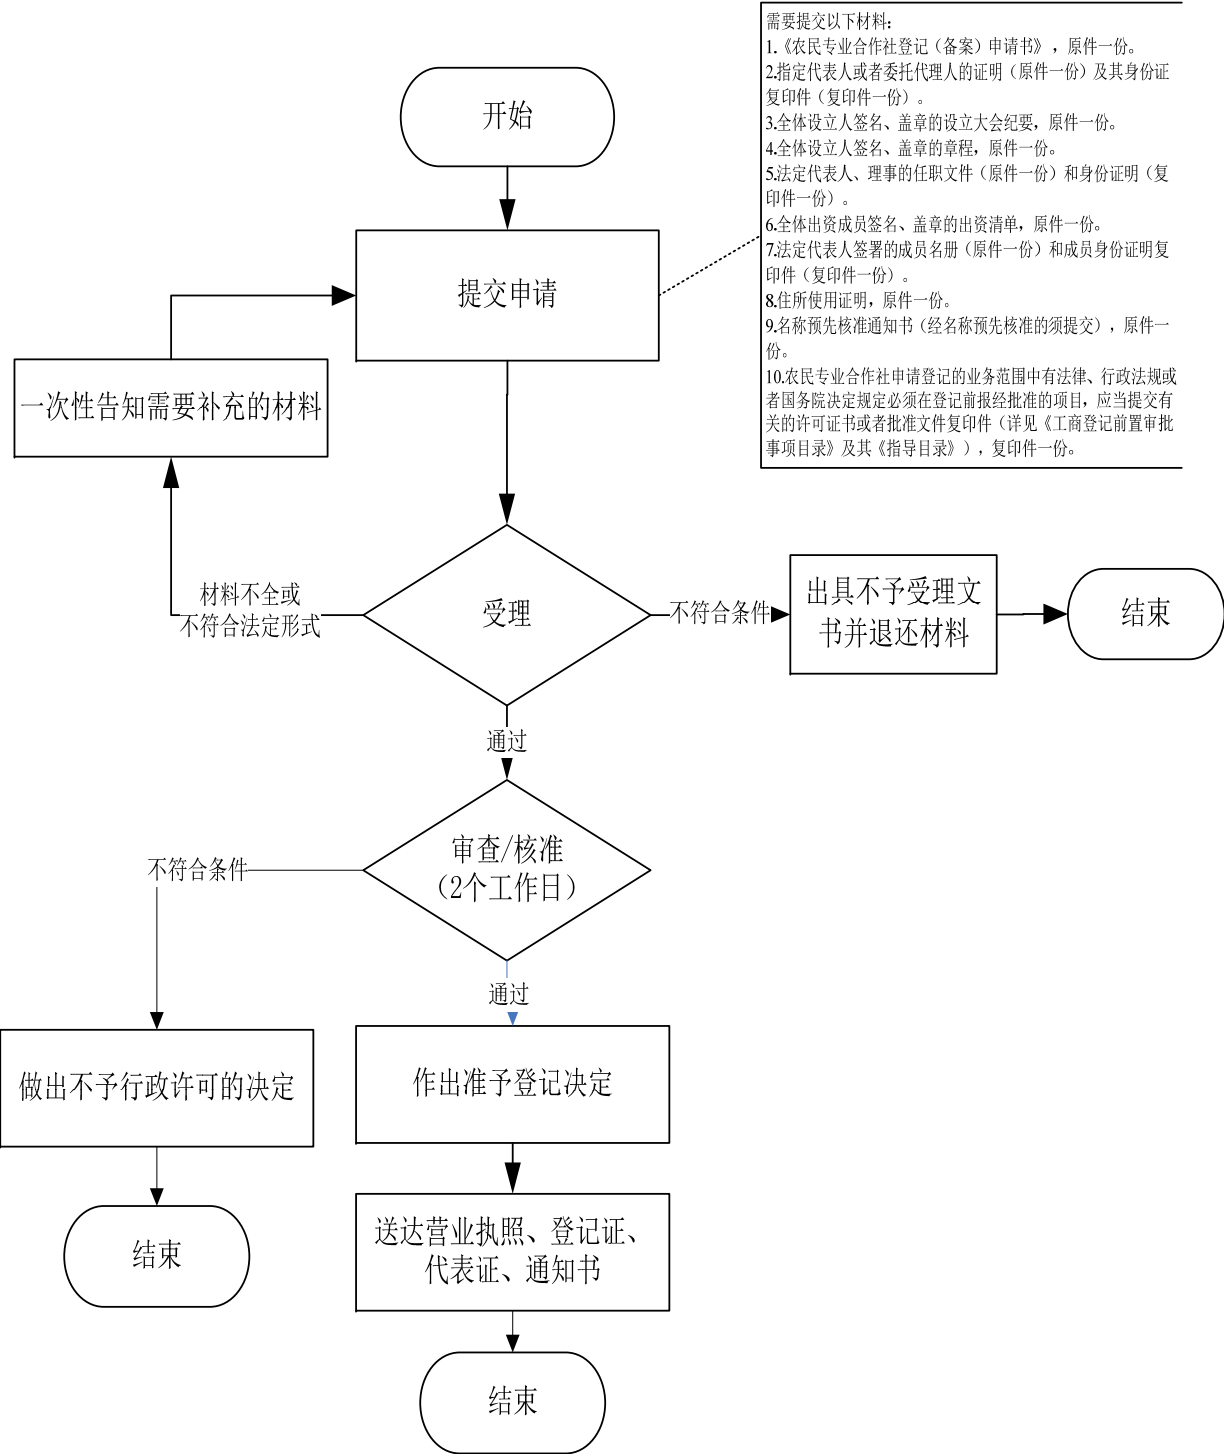 需要提交以下材料：
1.《农民专业合作社登记（备案）申请书》，原件一份。
2.指定代表人或者委托代理人的证明（原件一份）及其身份证
复印件（复印件一份）。
3.全体设立人签名、盖章的设立大会纪要，原件一份。
4.全体设立人签名、盖章的章程，原件一份。
5.法定代表人、理事的任职文件（原件一份）和身份证明（复
印件一份）。
6.全体出资成员签名、盖章的出资清单，原件一份。
7.法定代表人签署的成员名册（原件一份）和成员身份证明复
印件（复印件一份）。
8.住所使用证明，原件一份。
9.名称预先核准通知书（经名称预先核准的须提交），原件一
份。
10.农民专业合作社申请登记的业务范围中有法律、行政法规或
者国务院决定规定必须在登记前报经批准的项目，应当提交有
关的许可证书或者批准文件复印件（详见《工商登记前置审批
事项目录》及其《指导目录》），复印件一份。
开始
提交申请
一次性告知需要补充的材料
材料不全或
不符合法定形式
受理
不符合条件
出具不予受理文
书并退还材料
结束
通过
审查/核准
（2个工作日）
不符合条件
通过
做出不予行政许可的决定
作出准予登记决定
送达营业执照、登记证、
代表证、通知书
结束
结束